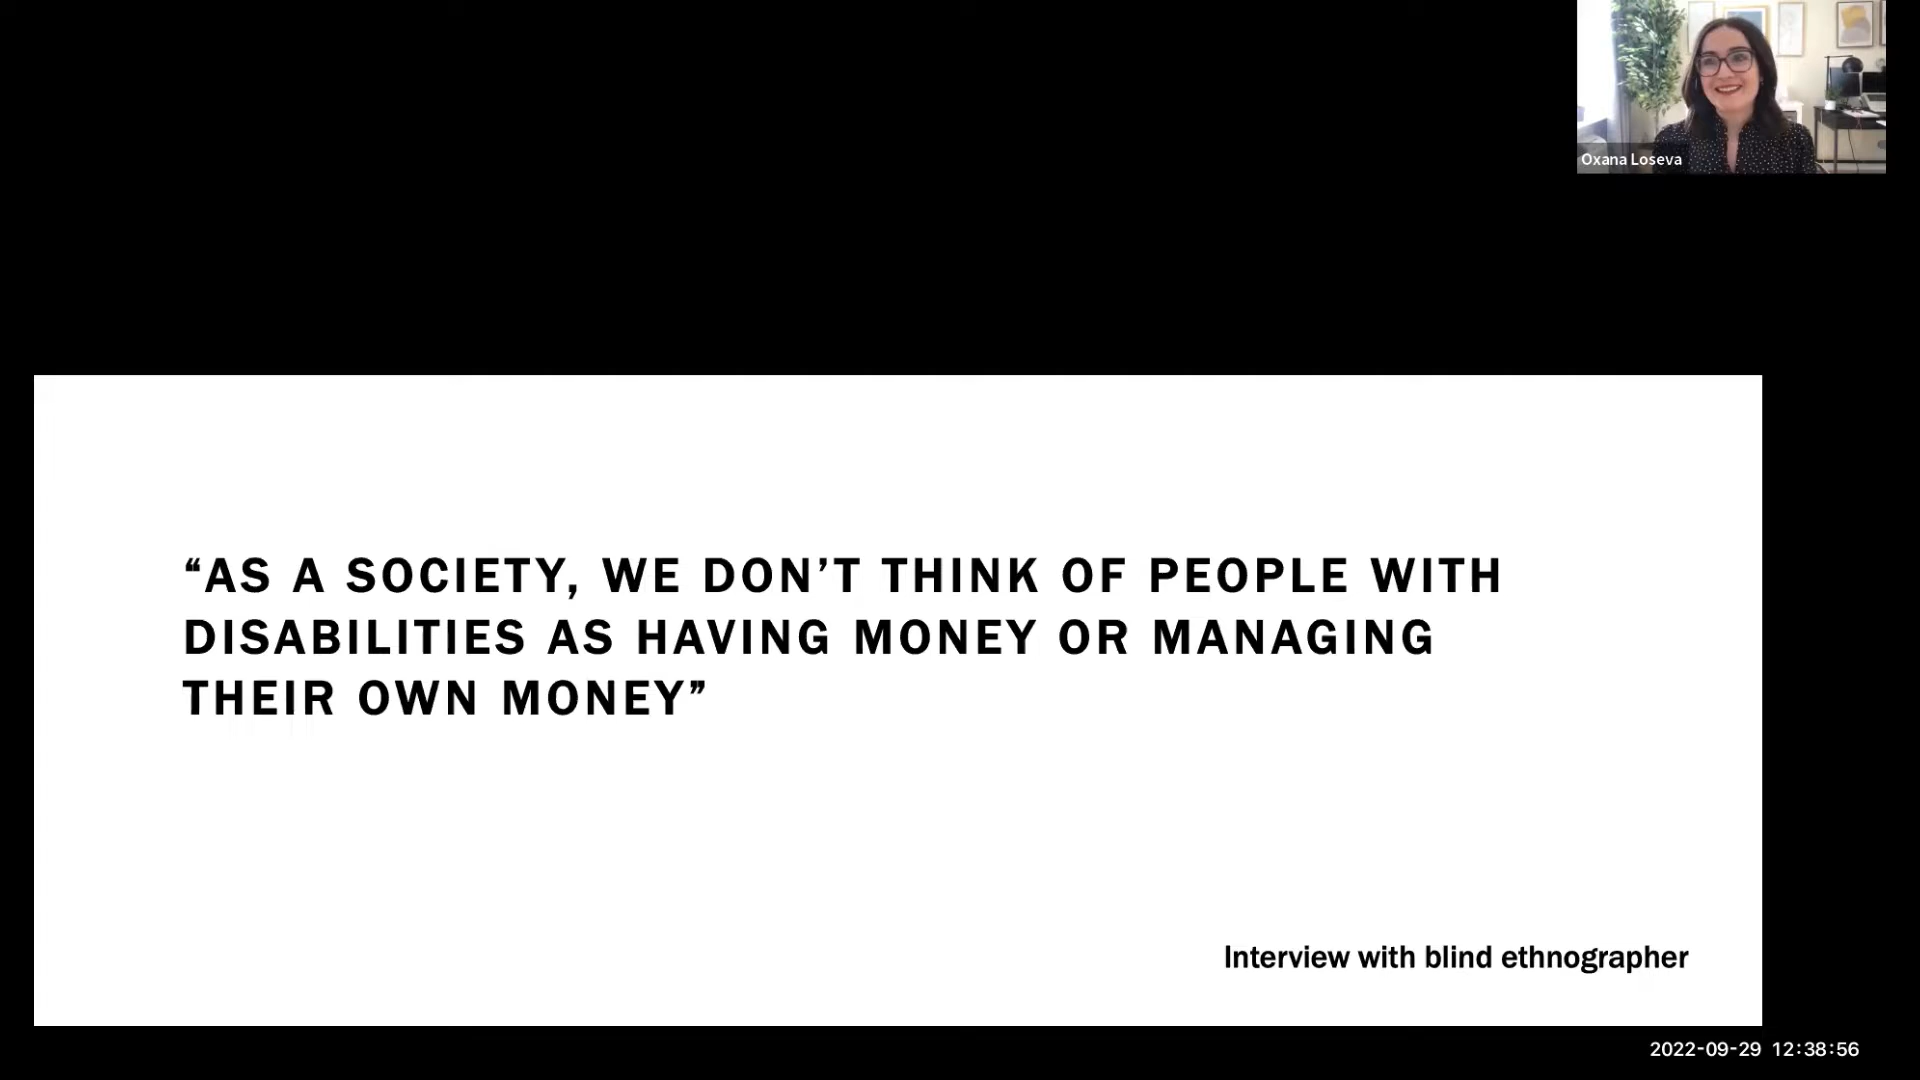 Oxana Loseva
“AS A SOCIETY, WE DON’T THINK OF PEOPLE WITH
DISABILITIES AS HAVING MONEY OR MANAGING
THEIR OWN MONEY”
Interview with blind ethnographer
2022-09-29 12:38:56